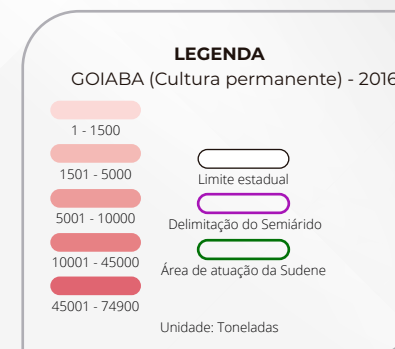 LEGENDA
GOIABA (Cultura permanente) - 2016
1 - 1500
1501 - 5000
5001 - 10000
10001 - 45000
45001 - 74900
Limite estadual
Delimitação do Semiárido
Área de atuação da Sudene
Unidade: Toneladas